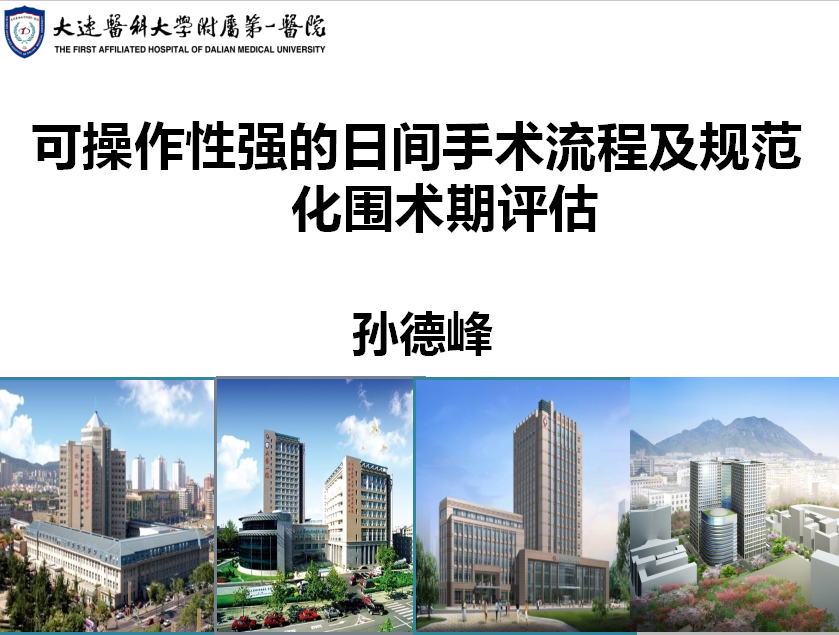 大连醫科大學附屬第一醫院
THE FIRST AFFILIATED HOSPITAL OF DALIAN MEDICAL UNIVERSITY
可操作性强的日间手术流程及规范
化围术期评估
孙德峰